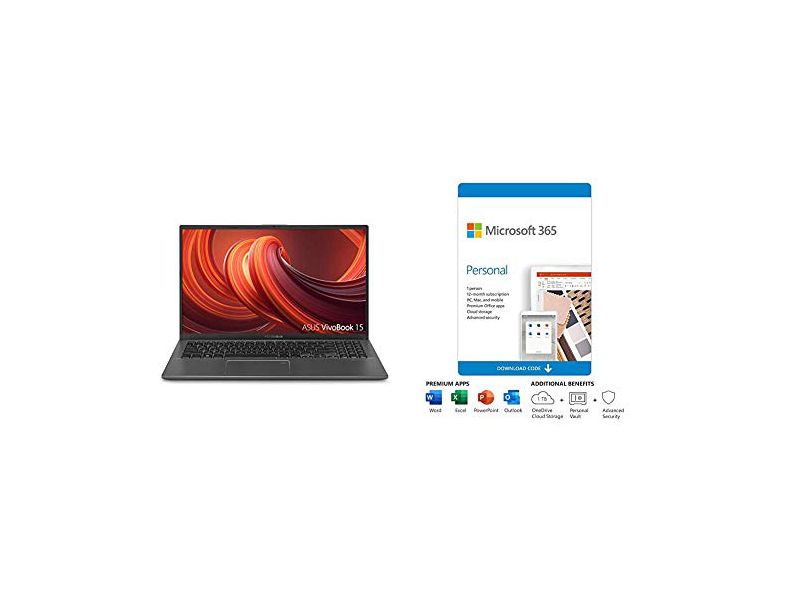 ASUS VivoBook 15
Microsoft 365
Personal
1 person
12-month subscription
PC, Mac, and mobile
Premium Office apps
Cloud storage
Advanced security
DOWNLOAD CODE
PREMIUM APPS
Word
Excel
PowerPoint
Outlook
ADDITIONAL BENEFITS
1 TB
OneDrive
Cloud Storage
+
Personal
Vault
+
Advanced
Security